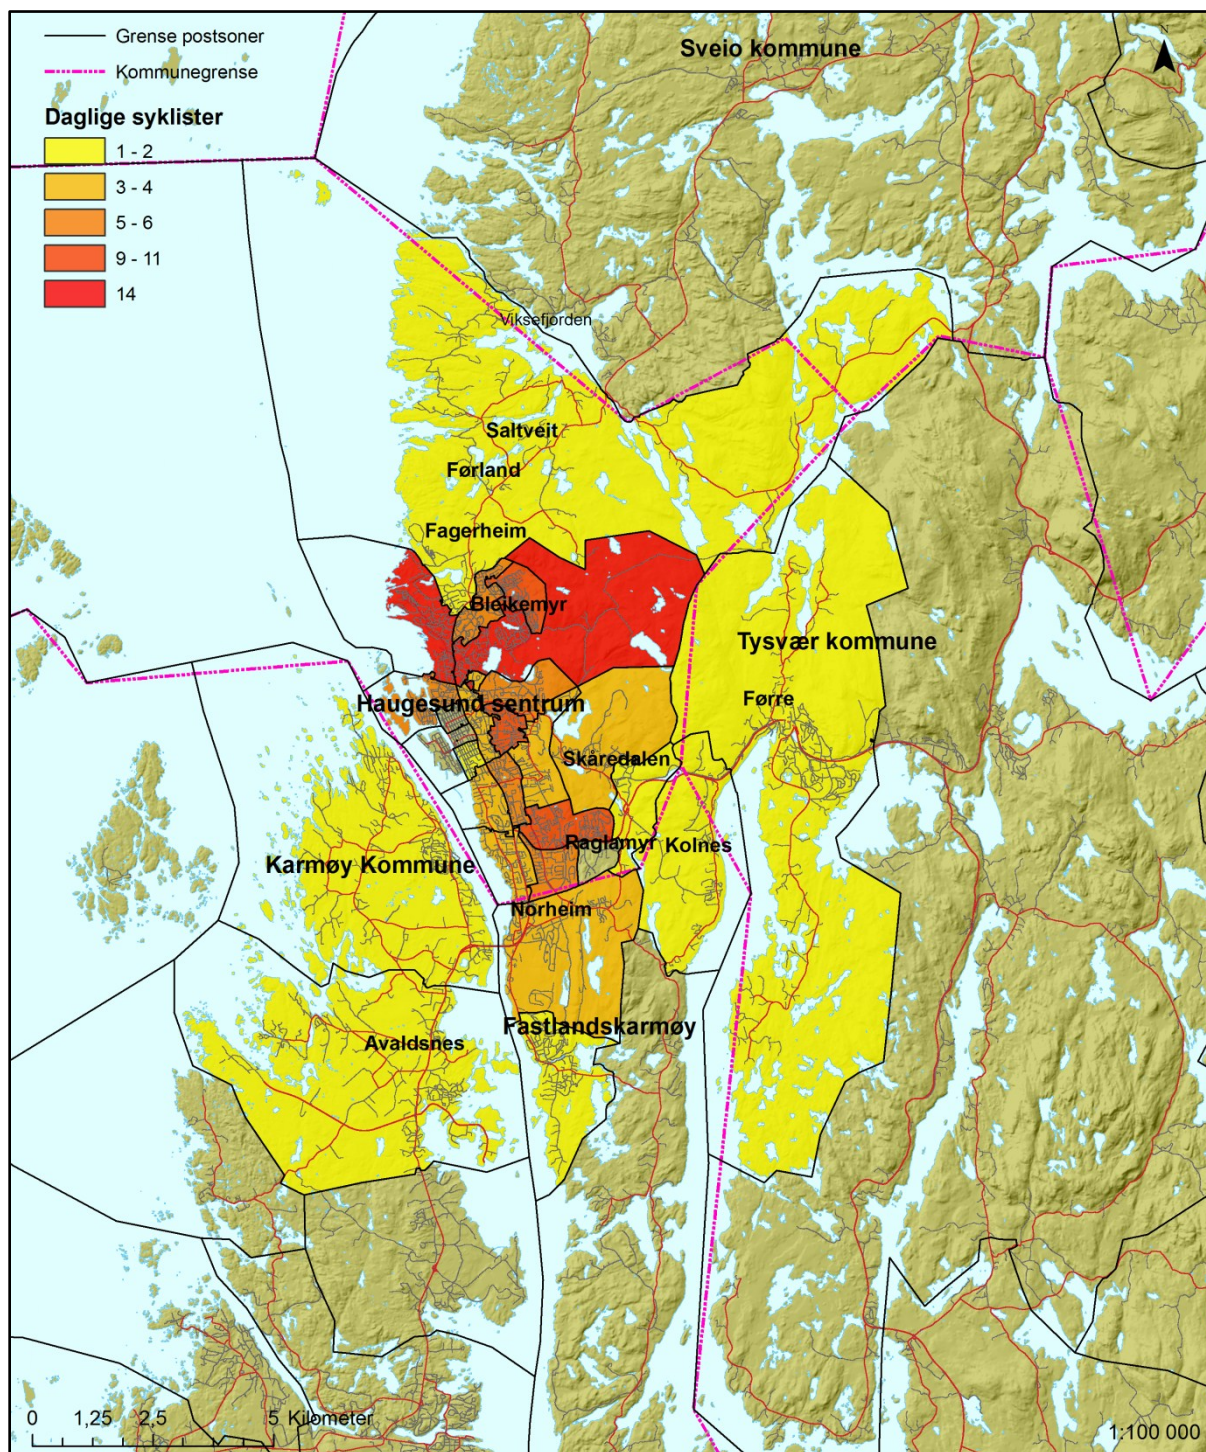 Grense postsoner
Kommunegrense
Daglige syklister
1 - 2
3 - 4
5 - 6
9 - 11
14
Sveio kommune
N
Viksefjorden
Saltveit
Førland
Fagerheim
Bleikemyr
Tysvær kommune
Haugesund sentrum
Førre
Skåredalen
Raglamyr
Kolnes
Karmøy Kommune
Norheim
Fastlandskarmøy
Avaldsnes
0 1,25 2,5 5 Kilometer
1:100 000